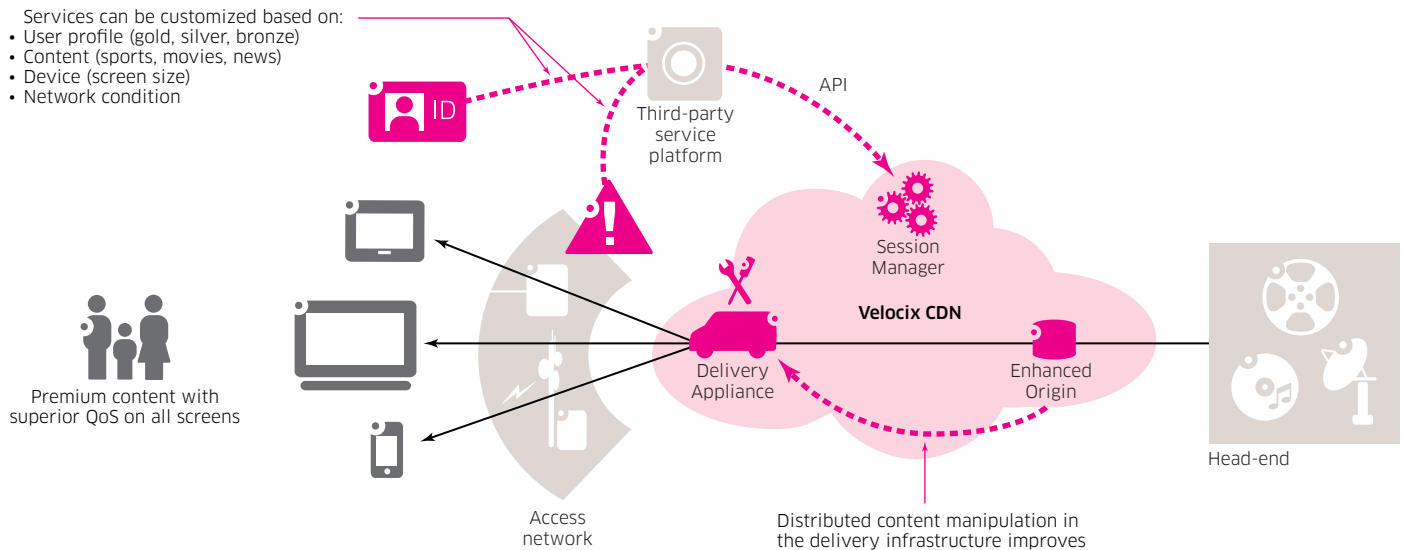 Services can be customized based on:
• User profile (gold, silver, bronze)
• Content (sports, movies, news)
• Device (screen size)
• Network condition
ID
Third-party
service
platform
API
Session
Manager
Velocix CDN
Delivery
Appliance
Enhanced
Origin
Premium content with
superior QoS on all screens
Head-end
Access
network
Distributed content manipulation in
the delivery infrastructure improves